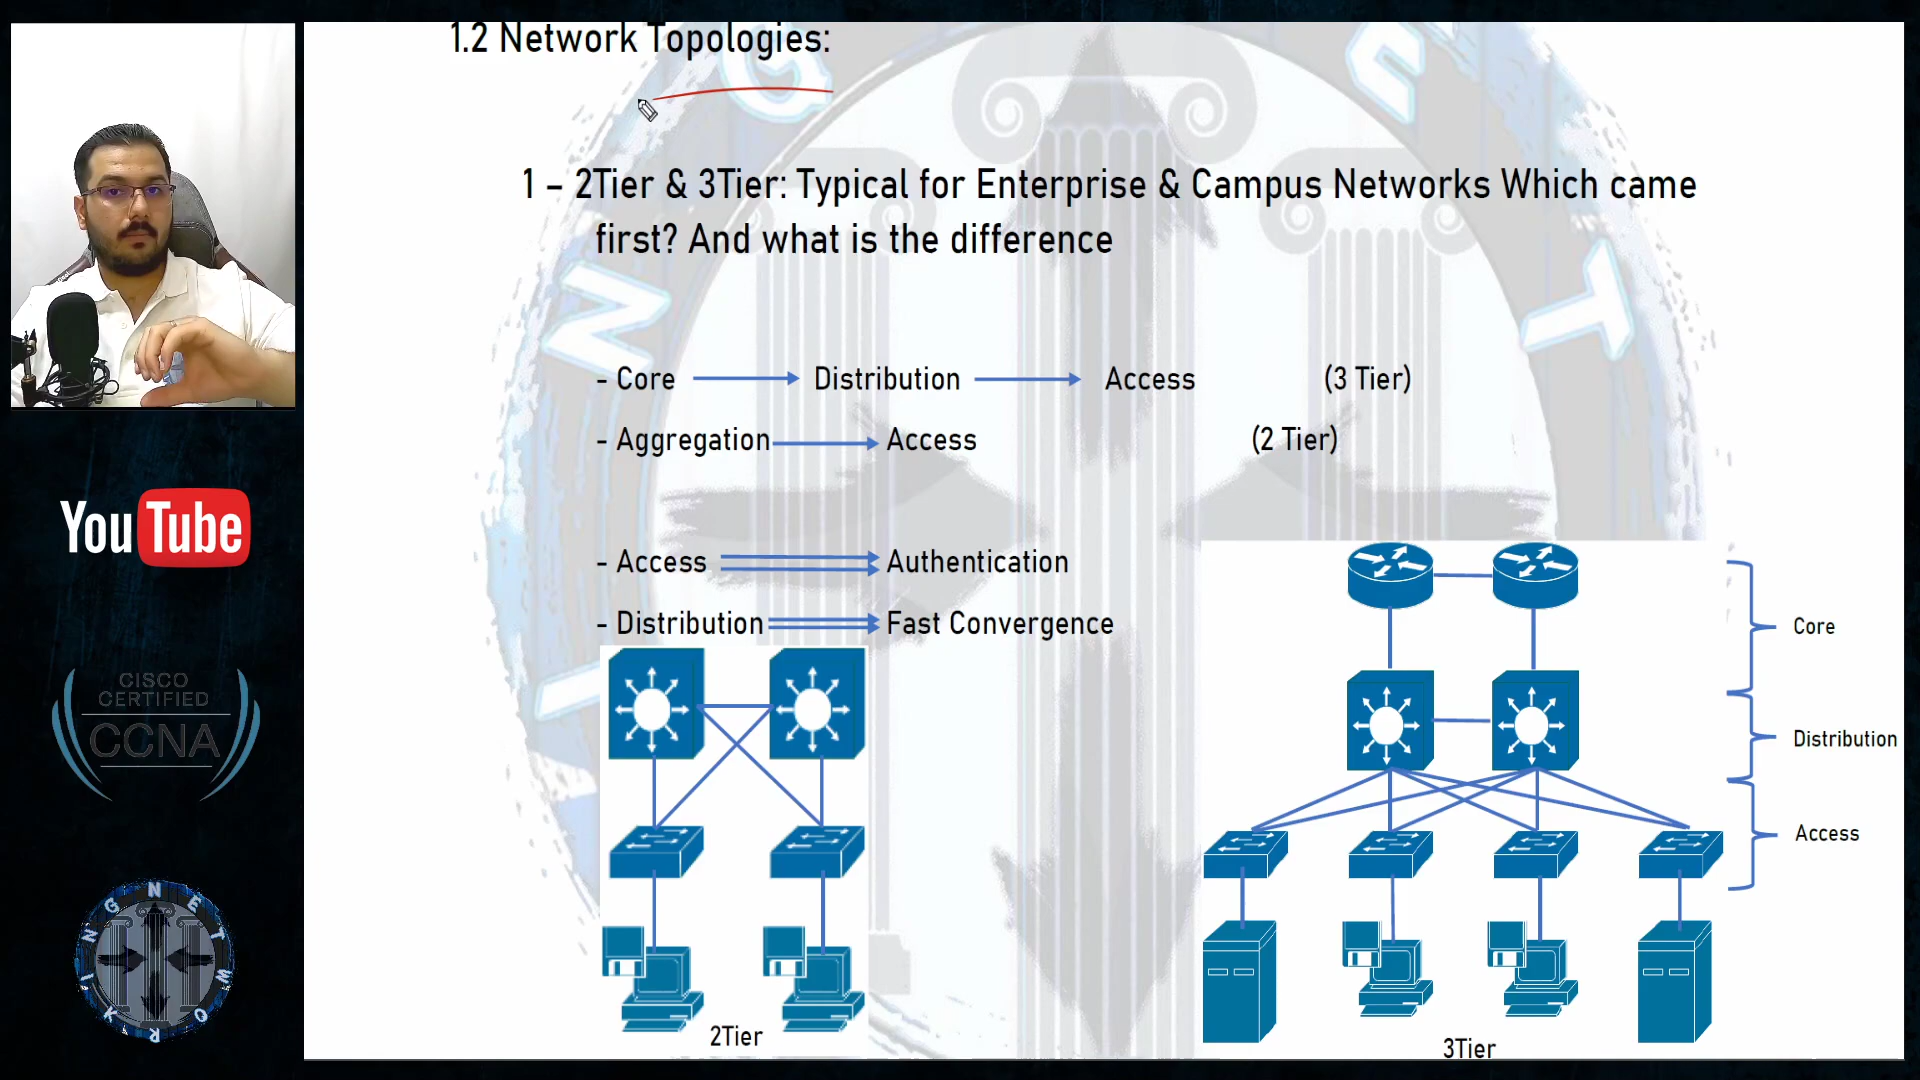 1.2 Network Topologies:
1 – 2Tier & 3Tier: Typical for Enterprise & Campus Networks Which came
first? And what is the difference
- Core Distribution Access (3 Tier)
- Aggregation Access (2 Tier)
- Access Authentication
- Distribution Fast Convergence
Core
Distribution
Access
2Tier
3Tier
YouTube
CISCO
CERTIFIED
CCNA
NETWORKING